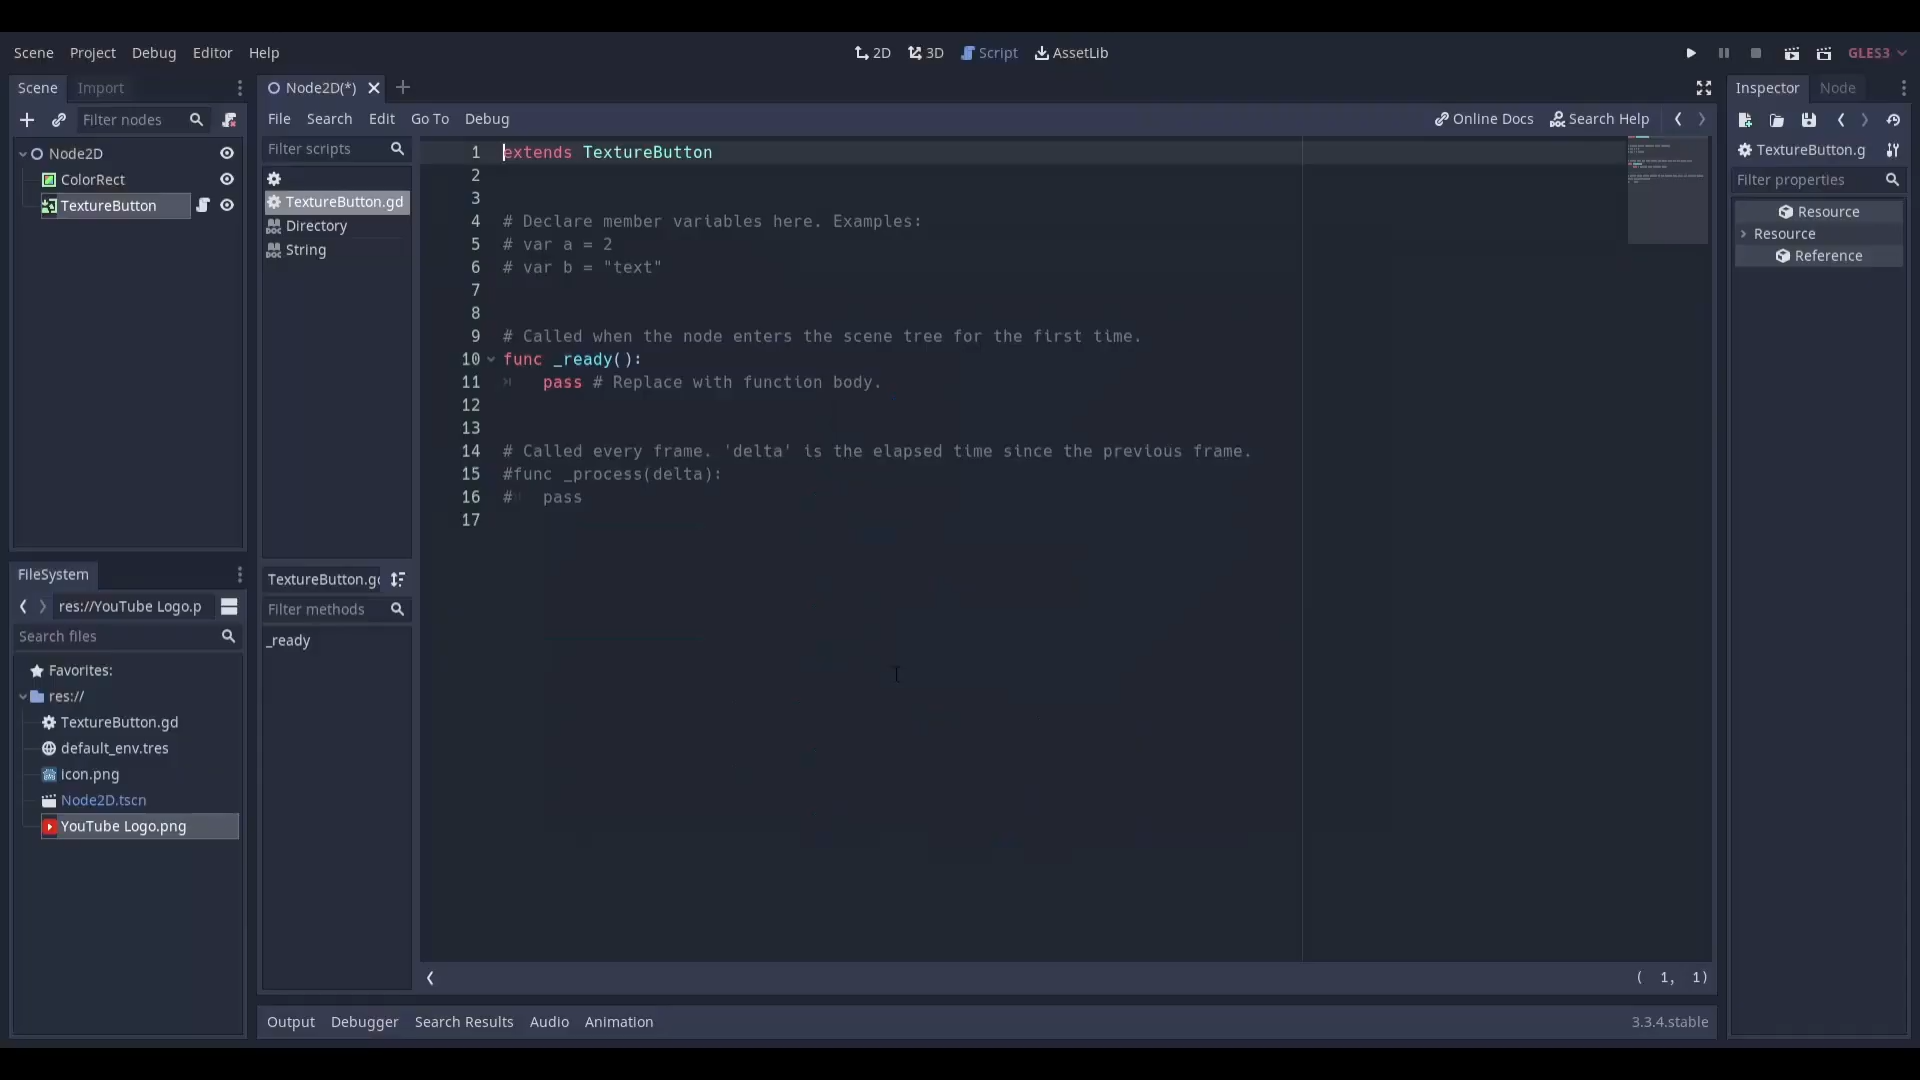 Scene Project Debug Editor Help
2D 3D Script AssetLib
GLES3
Scene Import
Node2D(*)
Inspector Node
Filter nodes
File Search Edit Go To Debug
Online Docs Search Help
Filter scripts
TextureButton.gd
Directory
String
Node2D
ColorRect
TextureButton
1 extends TextureButton
2
3
4 # Declare member variables here. Examples:
5 # var a = 2
6 # var b = "text"
7
8
9 # Called when the node enters the scene tree for the first time.
10 func _ready():
11 pass # Replace with function body.
12
13
14 # Called every frame. 'delta' is the elapsed time since the previous frame.
15 #func _process(delta):
16 # pass
17
TextureButton.g
Filter properties
Resource
Resource
Reference
FileSystem
res://YouTube Logo.p
Search files
Favorites:
res://
TextureButton.gd
default_env.tres
icon.png
Node2D.tscn
YouTube Logo.png
TextureButton.gd
Filter methods
_ready
( 1, 1)
Output Debugger Search Results Audio Animation
3.3.4.stable